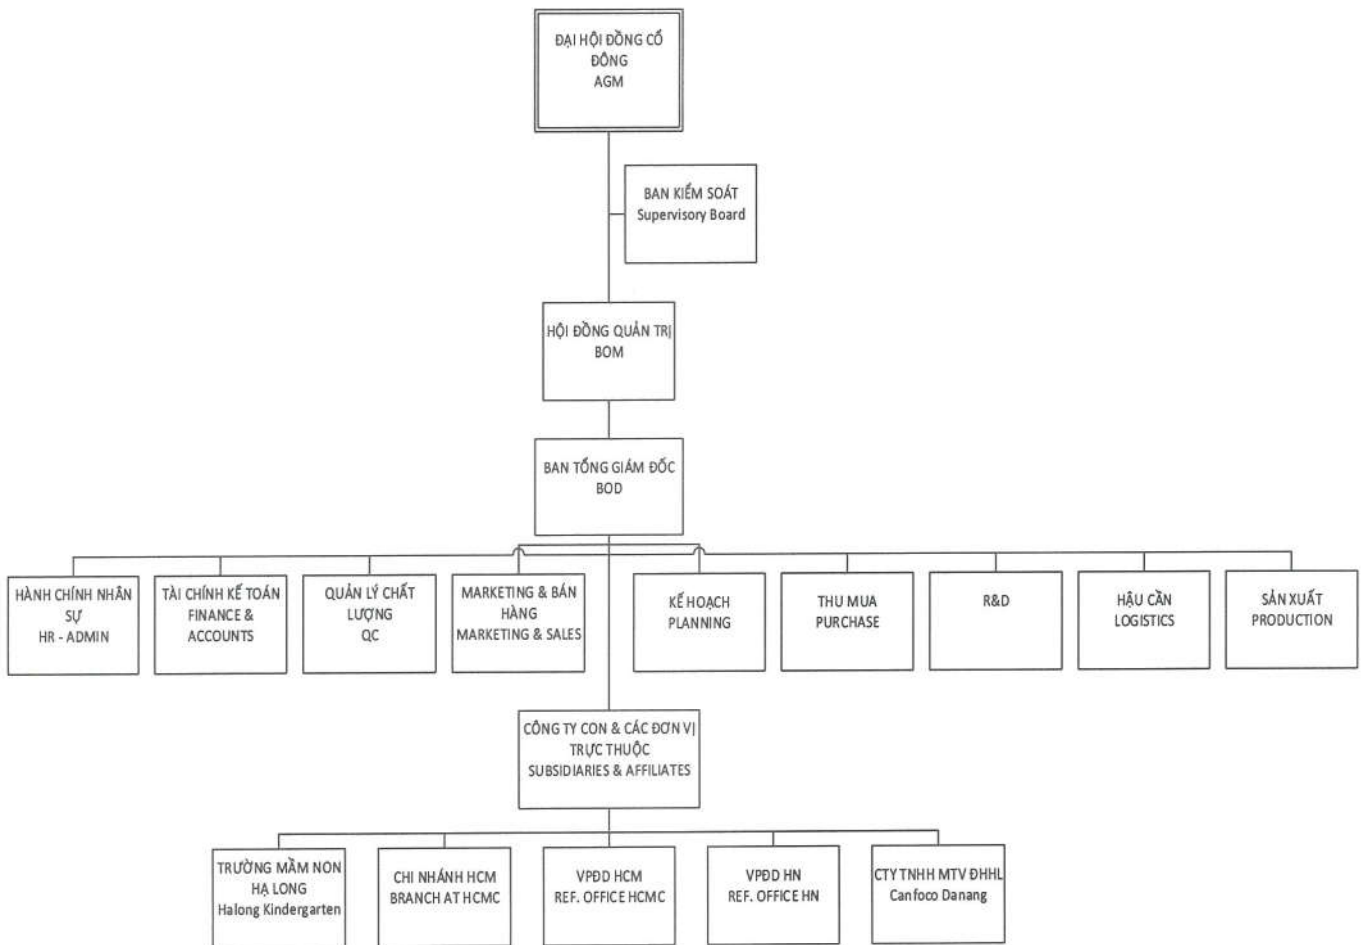 ĐẠI HỘI ĐỒNG CỔ
ĐÔNG
AGM
BAN KIỂM SOÁT
Supervisory Board
HỘI ĐỒNG QUẢN TRỊ
BOM
BAN TỔNG GIÁM ĐỐC
BOD
HÀNH CHÍNH NHÂN
SỰ
HR - ADMIN
TÀI CHÍNH KẾ TOÁN
FINANCE &
ACCOUNTS
QUẢN LÝ CHẤT
LƯỢNG
QC
MARKETING & BÁN
HÀNG
MARKETING & SALES
KẾ HOẠCH
PLANNING
THU MUA
PURCHASE
R&D
HẬU CẦN
LOGISTICS
SẢN XUẤT
PRODUCTION
CÔNG TY CON & CÁC ĐƠN VỊ
TRỰC THUỘC
SUBSIDIARIES & AFFILIATES
TRƯỜNG MẦM NON
HẠ LONG
Halong Kindergarten
CHI NHÁNH HCM
BRANCH AT HCMC
VPĐD HCM
REF. OFFICE HCMC
VPĐD HN
REF. OFFICE HN
CTY TNHH MTV ĐHHL
Canfoco Danang